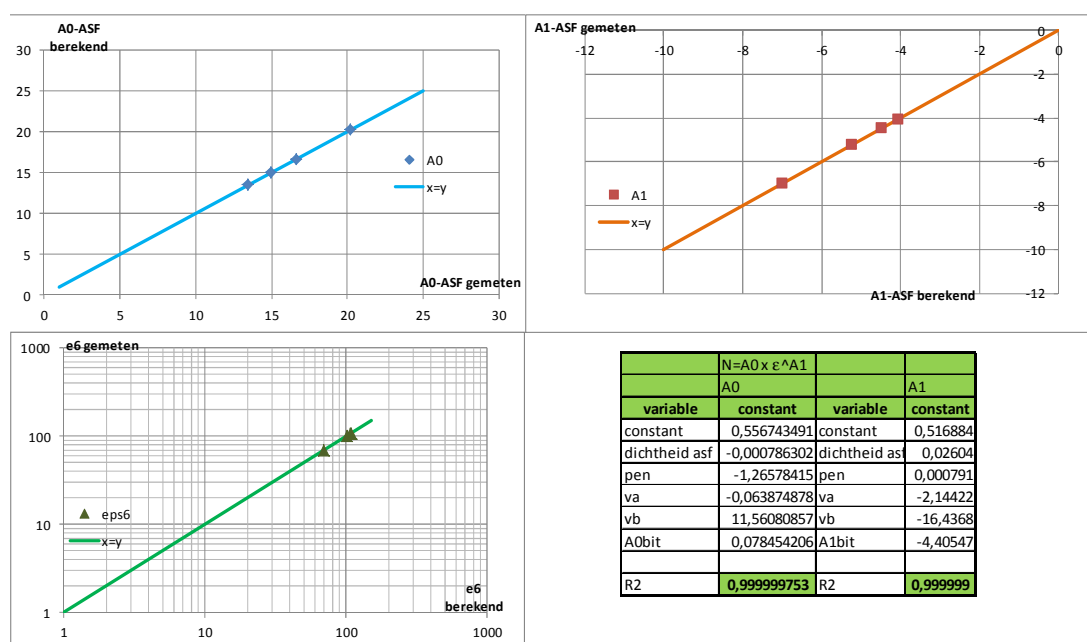 A0-ASF
berekend
30
25
20
15
10
5
0
0 5 10 15 20 25 30
A0-ASF gemeten
A0
x=y
A1-ASF gemeten
-12 -10 -8 -6 -4 -2 0
0
-2
-4
-6
-8
-10
-12
A1
x=y
A1-ASF berekend
e6 gemeten
1000
100
10
1
1 10 100 1000
eps6
x=y
e6
berekend
N=A0 x ε^A1
A0 A1
variable constant variable constant
constant 0,556743491 constant 0,516884
dichtheid asf -0,000786302 dichtheid asf 0,02604
pen -1,26578415 pen 0,000791
va -0,063874878 va -2,14422
vb 11,56080857 vb -16,4368
A0bit 0,078454206 A1bit -4,40547
R2 0,999999753 R2 0,999999